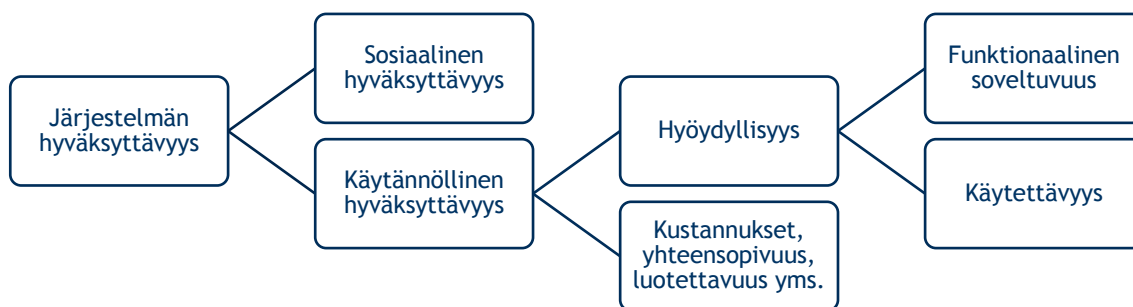 Järjestelmän
hyväksyttävyys
Sosiaalinen
hyväksyttävyys
Käytännöllinen
hyväksyttävyys
Hyödyllisyys
Kustannukset,
yhteensopivuus,
luotettavuus yms.
Funktionaalinen
soveltuvuus
Käytettävyys